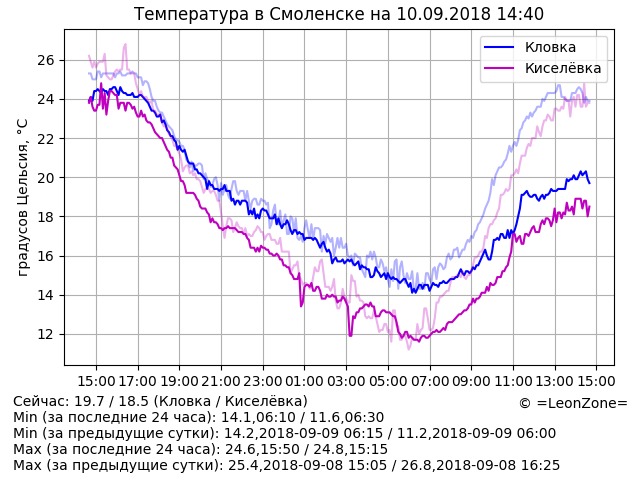 Температура в Смоленске на 10.09.2018 14:40
градусов Цельсия, °C
26
24
22
20
18
16
14
12
Кловка
Киселёвка
15:00 17:00 19:00 21:00 23:00 01:00 03:00 05:00 07:00 09:00 11:00 13:00 15:00
Сейчас: 19.7 / 18.5 (Кловка / Киселёвка)
© =LeonZone=
Min (за последние 24 часа): 14.1,06:10 / 11.6,06:30
Min (за предыдущие сутки): 14.2,2018-09-09 06:15 / 11.2,2018-09-09 06:00
Max (за последние 24 часа): 24.6,15:50 / 24.8,15:15
Max (за предыдущие сутки): 25.4,2018-09-08 15:05 / 26.8,2018-09-08 16:25